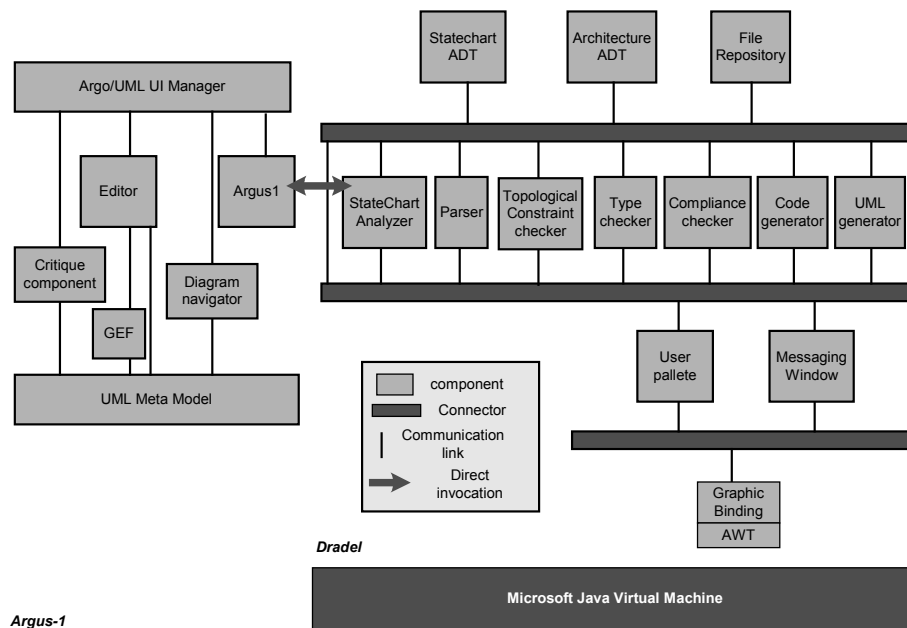 Statechart
ADT
Architecture
ADT
File
Repository
Argo/UML UI Manager
Editor
Argus1
StateChart
Analyzer
Parser
Topological
Constraint
checker
Type
checker
Compliance
checker
Code
generator
UML
generator
Critique
component
Diagram
navigator
GEF
UML Meta Model
User
pallete
Messaging
Window
component
Connector
Communication
link
Direct
invocation
Graphic
Binding
AWT
Dradel
Microsoft Java Virtual Machine
Argus-1